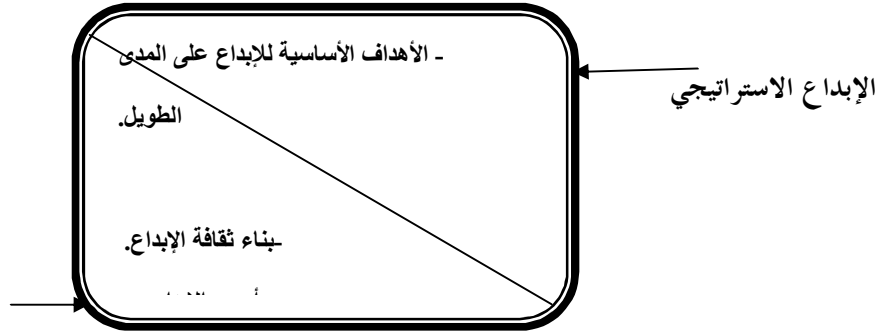 - الأهداف الأساسية للإبداع على المدى
الطويل.
الإبداع الاستراتيجي
-بناء ثقافة الإبداع.